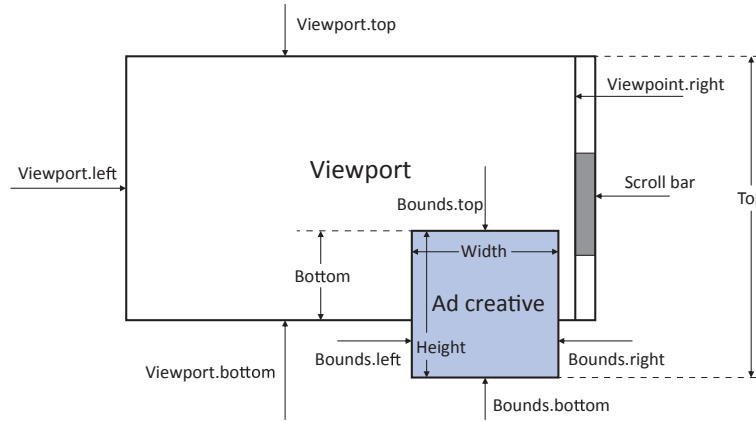 Viewport.top
Viewpoint.right
Viewport.left
Viewport
Scroll bar
To
Bounds.top
Width
Bottom
Ad creative
Height
Bounds.left
Bounds.right
Viewport.bottom
Bounds.bottom